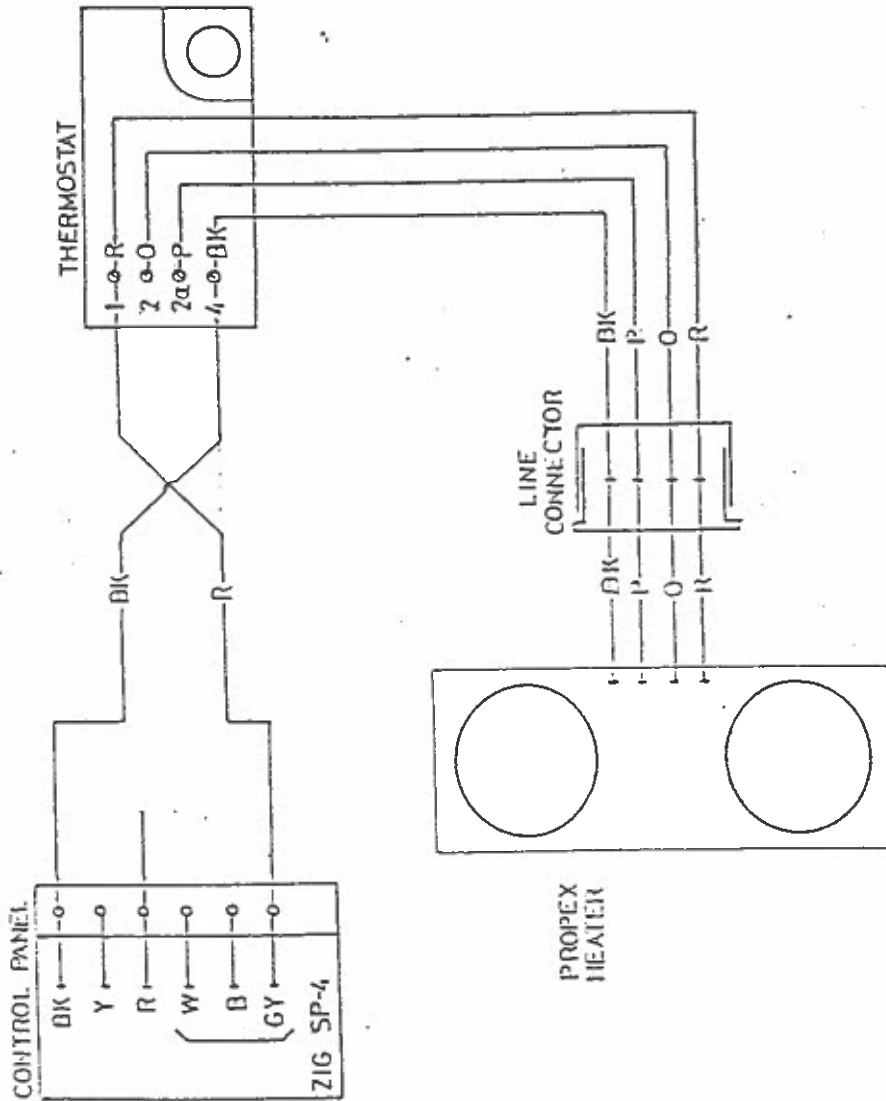 THERMOSTAT
1 R
2 O
2a P
4 BK
BK
R
CONTROL PANEL
BK
Y
R
W
B
GY
ZIG SP-4
LINE
CONNECTOR
BK
P
O
R
BK
P
O
R
PROPEX
HEATER